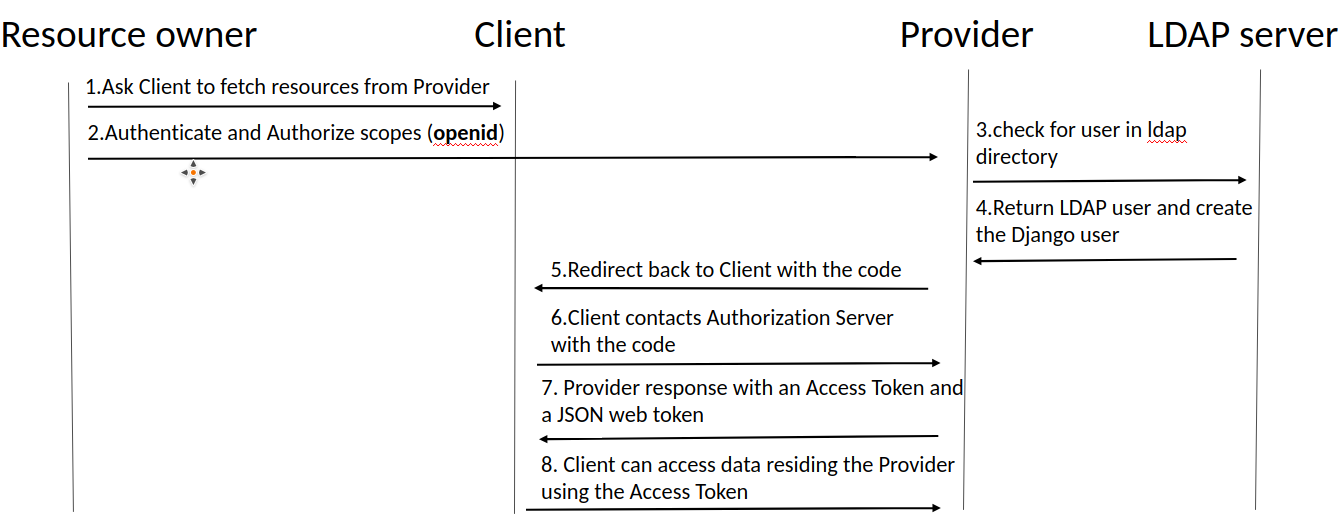 Resource owner
Client
Provider
LDAP server
1.Ask Client to fetch resources from Provider
2.Authenticate and Authorize scopes (openid)
3.check for user in ldap
directory
4.Return LDAP user and create
the Django user
5.Redirect back to Client with the code
6.Client contacts Authorization Server
with the code
7. Provider response with an Access Token and
a JSON web token
8. Client can access data residing the Provider
using the Access Token